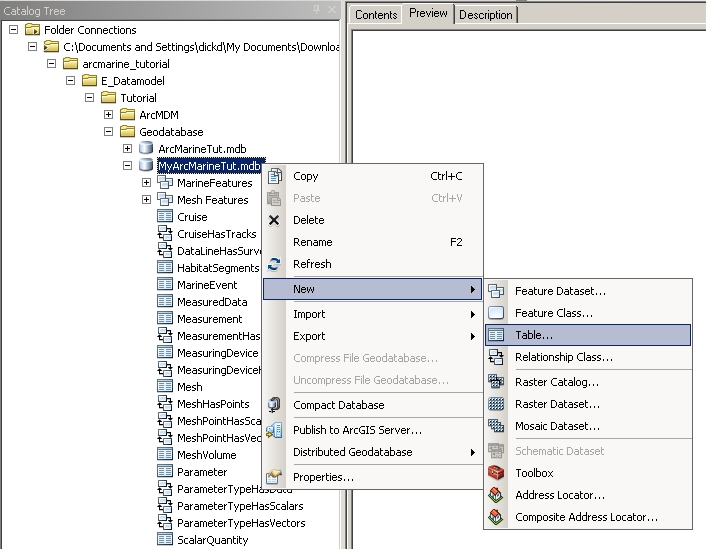 Catalog Tree
Folder Connections
C:\Documents and Settings\dickd\My Documents\Downloa
arcmarine_tutorial
E_Datamodel
Tutorial
ArcMDM
Geodatabase
ArcMarineTut.mdb
MyArcMarineTut.mdb
MarineFeatures
Mesh Features
Cruise
CruiseHasTracks
DataLineHasSurve
HabitatSegments
MarineEvent
MeasuredData
Measurement
MeasurementHas
MeasuringDevice
MeasuringDeviceH
Mesh
MeshHasPoints
MeshPointHasSca
MeshPointHasVec
MeshVolume
Parameter
ParameterTypeHasData
ParameterTypeHasScalars
ParameterTypeHasVectors
ScalarQuantity
Contents Preview Description
Copy Ctrl+C
Paste Ctrl+V
Delete
Rename F2
Refresh
New
Import
Export
Compress File Geodatabase...
Uncompress File Geodatabase...
Compact Database
Publish to ArcGIS Server...
Distributed Geodatabase
Properties...
Feature Dataset...
Feature Class...
Table...
Relationship Class...
Raster Catalog...
Raster Dataset...
Mosaic Dataset...
Schematic Dataset
Toolbox
Address Locator...
Composite Address Locator...